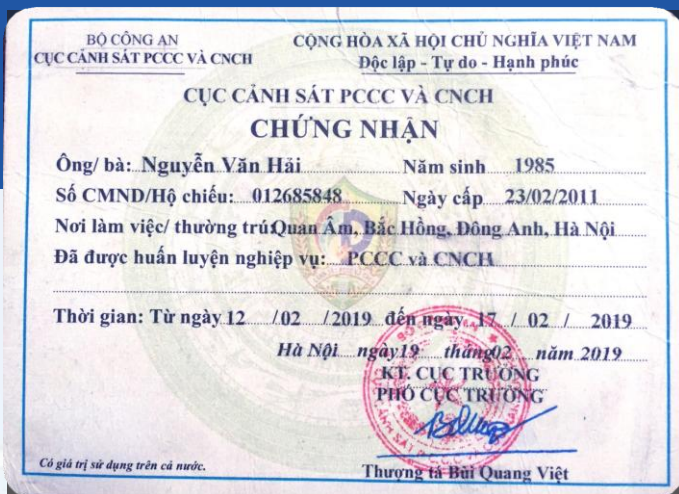 BỘ CÔNG AN
CỤC CẢNH SÁT PCCC VÀ CNCH
CỘNG HÒA XÃ HỘI CHỦ NGHĨA VIỆT NAM
Độc lập - Tự do - Hạnh phúc
CỤC CẢNH SÁT PCCC VÀ CNCH
CHỨNG NHẬN
Ông/ bà: Nguyễn Văn Hải Năm sinh 1985
Số CMND/Hộ chiếu: 012685848 Ngày cấp 23/02/2011
Nơi làm việc/ thường trú: Quan Âm, Bắc Hồng, Đông Anh, Hà Nội
Đã được huấn luyện nghiệp vụ: PCCC và CNCH
Thời gian: Từ ngày 12 /02 /2019 đến ngày 17 / 02 / 2019
Hà Nội ngày 19 tháng 02 năm 2019
KT. CỤC TRƯỞNG
PHÓ CỤC TRƯỞNG
Có giá trị sử dụng trên cả nước.
Thượng tá Bùi Quang Việt